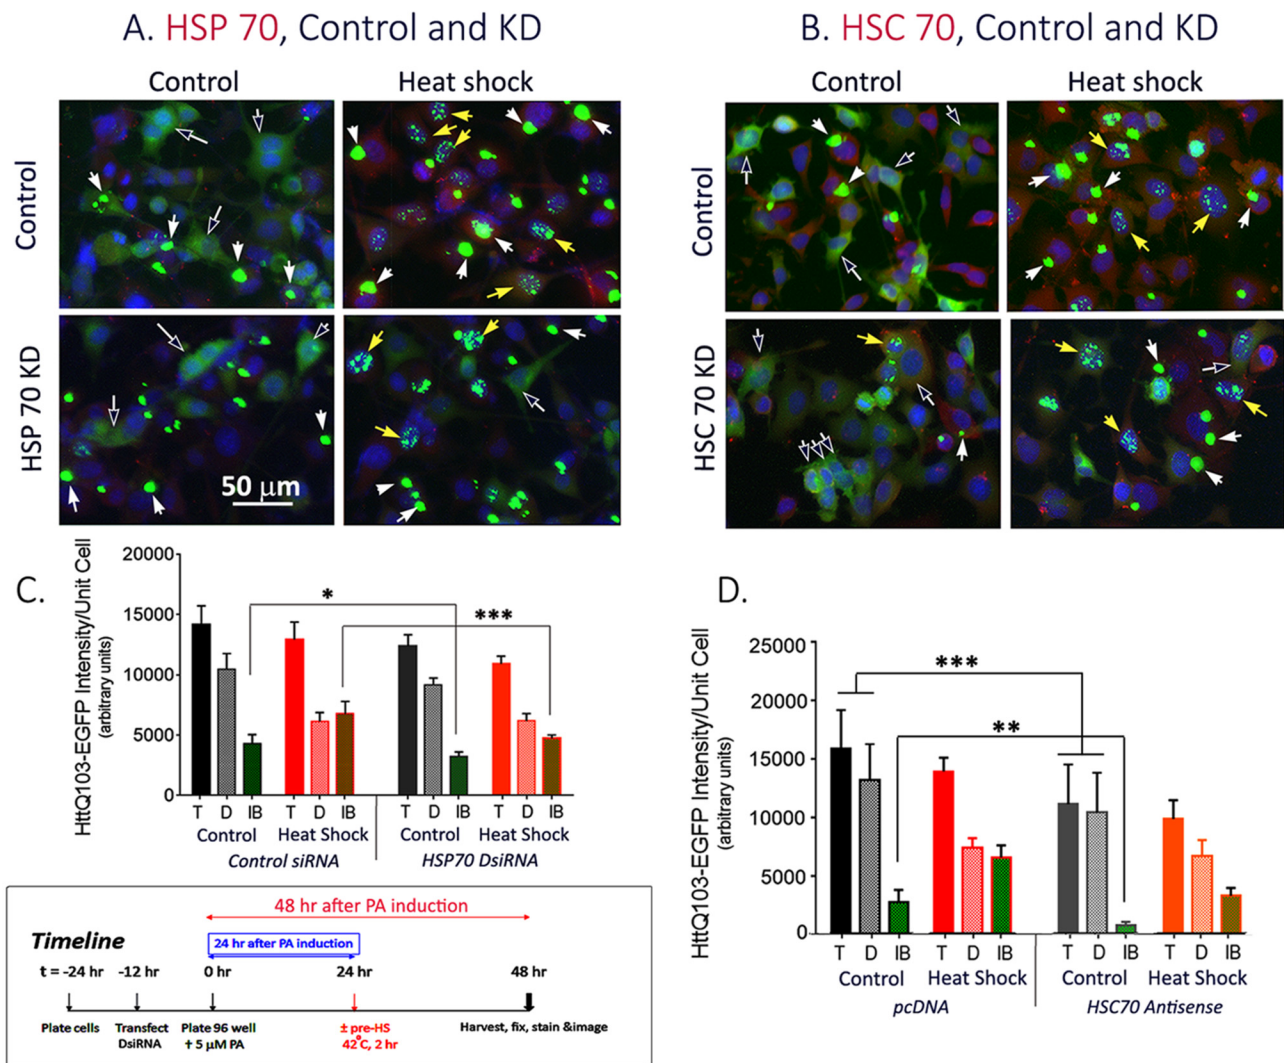 A. HSP 70, Control and KD
Control
Heat shock
Control
HSP 70 KD
50 µm
B. HSC 70, Control and KD
Control
Heat shock
Control
HSC 70 KD
C.
HttQ103-EGFP Intensity/Unit Cell
(arbitrary units)
20000
15000
10000
5000
0
*
***
T D IB T D IB T D IB T D IB
Control Heat Shock Control Heat Shock
Control siRNA HSP70 DsiRNA
D.
HttQ103-EGFP Intensity/Unit Cell
(arbitrary units)
25000
20000
15000
10000
5000
0
***
**
T D IB T D IB T D IB T D IB
Control Heat Shock Control Heat Shock
pcDNA HSC70 Antisense
48 hr after PA induction
Timeline
24 hr after PA induction
t = -24 hr -12 hr 0 hr 24 hr 48 hr
Plate cells Transfect Plate 96 well ± pre-HS Harvest, fix, stain &image
DsiRNA + 5 µM PA 42°C, 2 hr